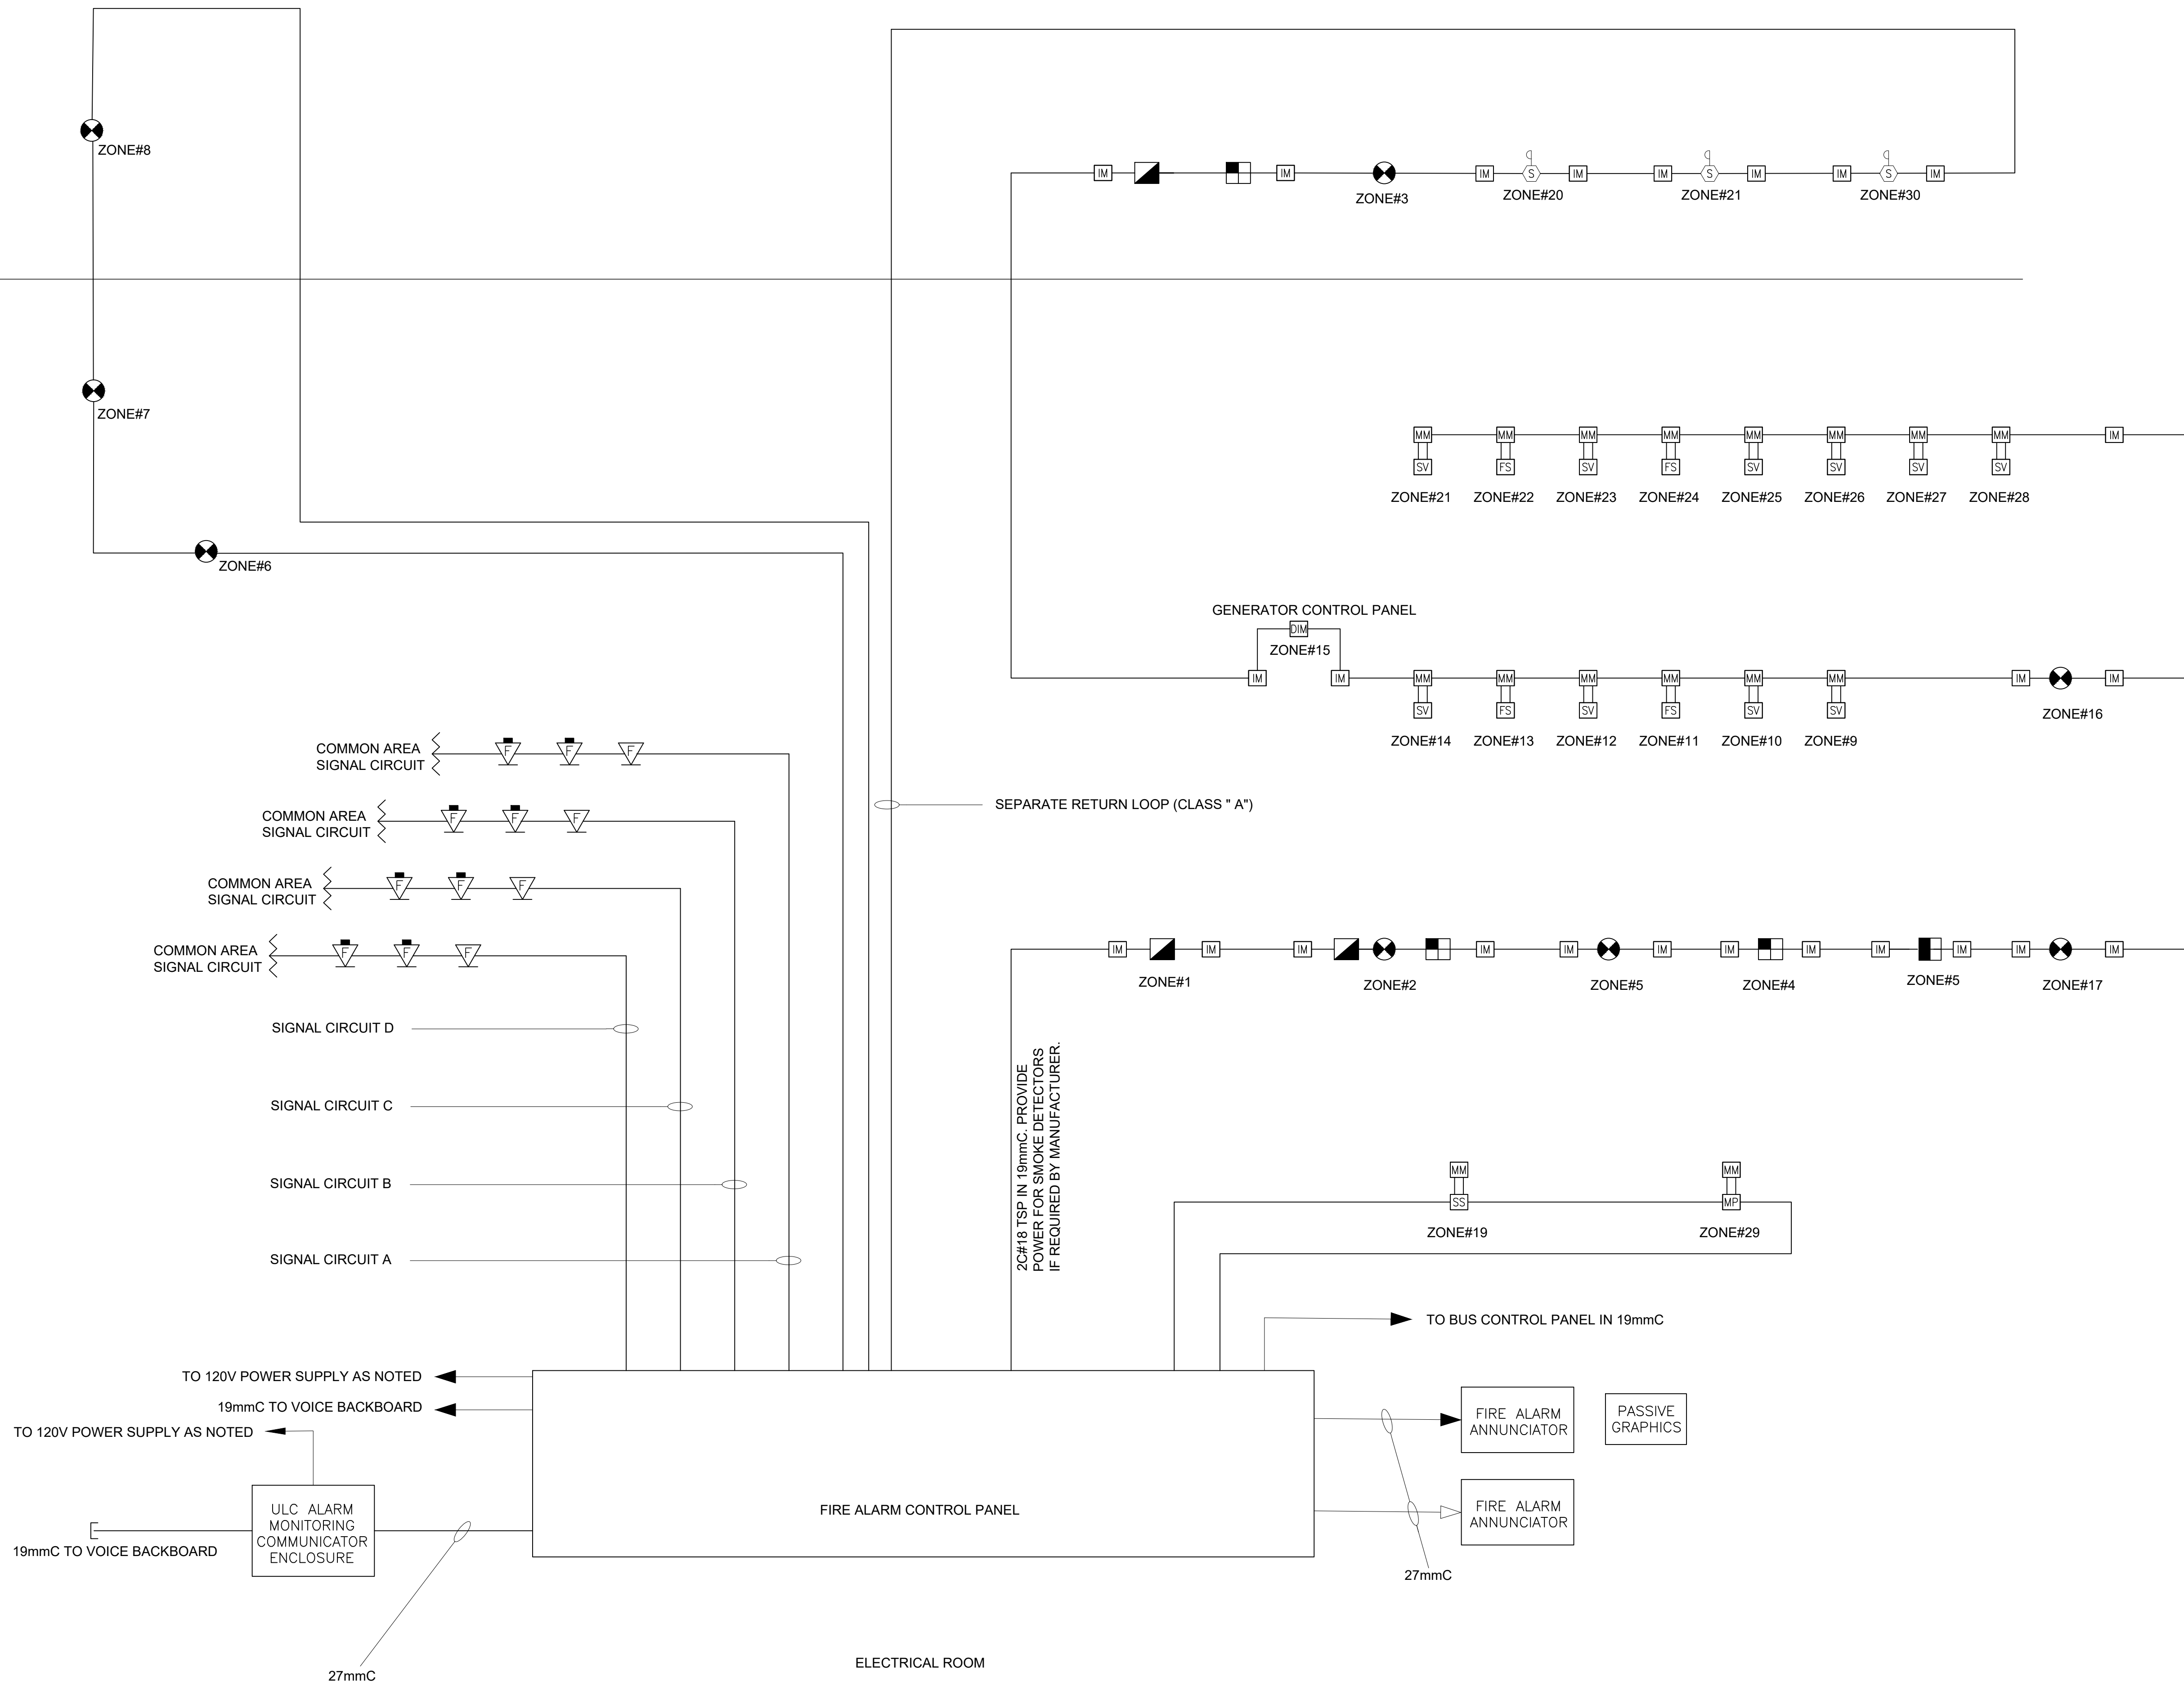 ZONE#8
IM
IM
IM
S
IM
IM
S
IM
IM
S
IM
ZONE#3
ZONE#20
ZONE#21
ZONE#30
ZONE#7
MM
MM
MM
MM
MM
MM
MM
MM
IM
SV
FS
SV
FS
SV
SV
SV
SV
ZONE#21
ZONE#22
ZONE#23
ZONE#24
ZONE#25
ZONE#26
ZONE#27
ZONE#28
ZONE#6
GENERATOR CONTROL PANEL
DIM
ZONE#15
IM
IM
MM
MM
MM
MM
MM
MM
IM
IM
SV
FS
SV
FS
SV
SV
ZONE#14
ZONE#13
ZONE#12
ZONE#11
ZONE#10
ZONE#9
ZONE#16
COMMON AREA
SIGNAL CIRCUIT
F
F
F
COMMON AREA
SIGNAL CIRCUIT
F
F
F
SEPARATE RETURN LOOP (CLASS " A")
COMMON AREA
SIGNAL CIRCUIT
F
F
F
COMMON AREA
SIGNAL CIRCUIT
F
F
F
IM
IM
IM
IM
IM
IM
IM
IM
IM
IM
IM
IM
ZONE#1
ZONE#2
ZONE#5
ZONE#4
ZONE#5
ZONE#17
SIGNAL CIRCUIT D
SIGNAL CIRCUIT C
SIGNAL CIRCUIT B
SIGNAL CIRCUIT A
2C#18 TSP IN 19mmC. PROVIDE
POWER FOR SMOKE DETECTORS
IF REQUIRED BY MANUFACTURER.
MM
MM
SS
MP
ZONE#19
ZONE#29
TO BUS CONTROL PANEL IN 19mmC
TO 120V POWER SUPPLY AS NOTED
19mmC TO VOICE BACKBOARD
TO 120V POWER SUPPLY AS NOTED
FIRE ALARM
ANNUNCIATOR
PASSIVE
GRAPHICS
ULC ALARM
MONITORING
COMMUNICATOR
ENCLOSURE
FIRE ALARM CONTROL PANEL
FIRE ALARM
ANNUNCIATOR
19mmC TO VOICE BACKBOARD
27mmC
27mmC
ELECTRICAL ROOM